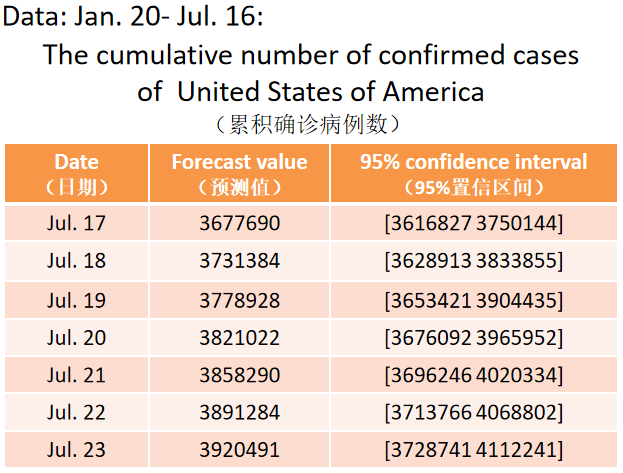 Data: Jan. 20- Jul. 16:
The cumulative number of confirmed cases
of United States of America
（累积确诊病例数）
Date Forecast value 95% confidence interval
（日期） （预测值） （95%置信区间）
Jul. 17 3677690 [3616827 3750144]
Jul. 18 3731384 [3628913 3833855]
Jul. 19 3778928 [3653421 3904435]
Jul. 20 3821022 [3676092 3965952]
Jul. 21 3858290 [3696246 4020334]
Jul. 22 3891284 [3713766 4068802]
Jul. 23 3920491 [3728741 4112241]